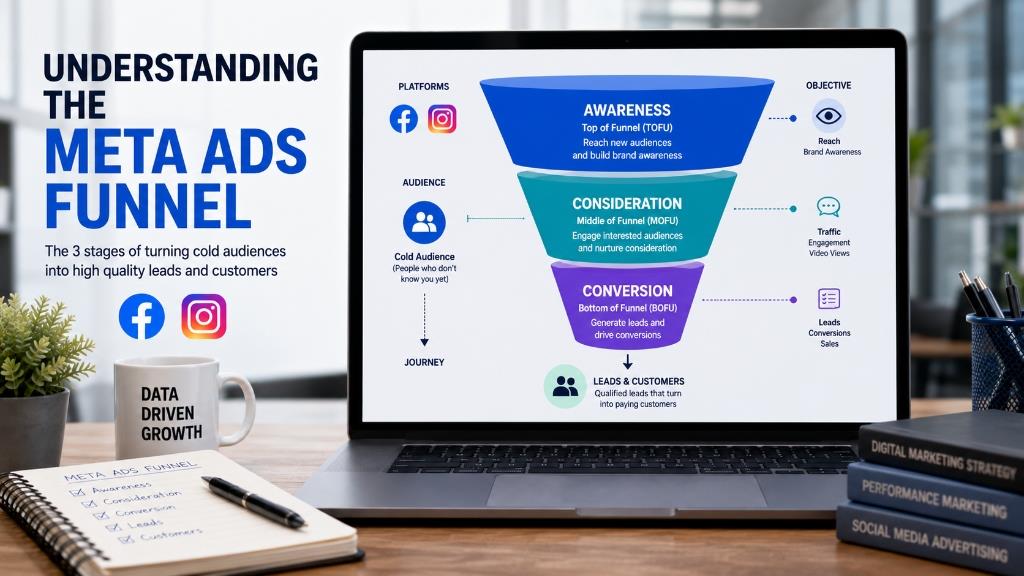 UNDERSTANDING
THE
META ADS
FUNNEL
The 3 stages of turning cold audiences
into high quality leads and customers
DATA
DRIVEN
GROWTH
META ADS FUNNEL
Awareness
Consideration
Conversion
Leads
Customers
PLATFORMS
AUDIENCE
Cold Audience
(People who don't
know you yet)
JOURNEY
AWARENESS
Top of Funnel (TOFU)
Reach new audiences
and build brand awareness
CONSIDERATION
Middle of Funnel (MOFU)
Engage interested audiences
and nurture consideration
CONVERSION
Bottom of Funnel (BOFU)
Generate leads and
drive conversions
LEADS & CUSTOMERS
Qualified leads that turn
into paying customers
OBJECTIVE
Reach
Brand Awareness
Traffic
Engagement
Video Views
Leads
Conversions
Sales
DIGITAL MARKETING STRATEGY
PERFORMANCE MARKETING
SOCIAL MEDIA ADVERTISING